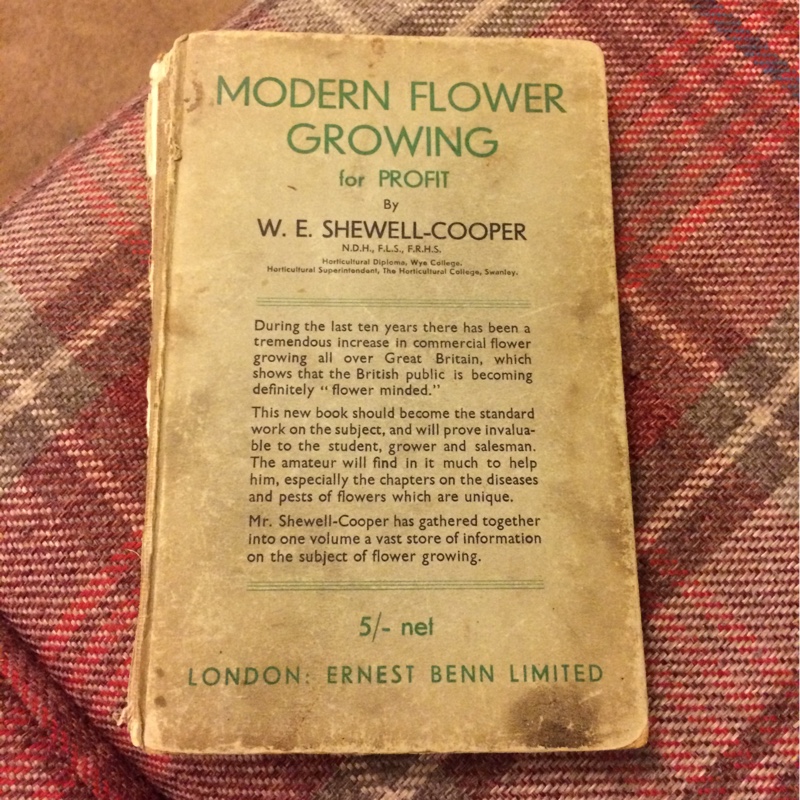 MODERN FLOWER
GROWING
for PROFIT
By
W. E. SHEWELL-COOPER
N.D.H., F.L.S., F.R.H.S.
Horticultural Diploma, Wye College.
Horticultural Superintendent, The Horticultural College, Swanley.
During the last ten years there has been a
tremendous increase in commercial flower
growing all over Great Britain, which
shows that the British public is becoming
definitely "flower minded."
This new book should become the standard
work on the subject, and will prove invalua-
ble to the student, grower and salesman.
The amateur will find in it much to help
him, especially the chapters on the diseases
and pests of flowers which are unique.
Mr. Shewell-Cooper has gathered together
into one volume a vast store of information
on the subject of flower growing.
5/- net
LONDON: ERNEST BENN LIMITED